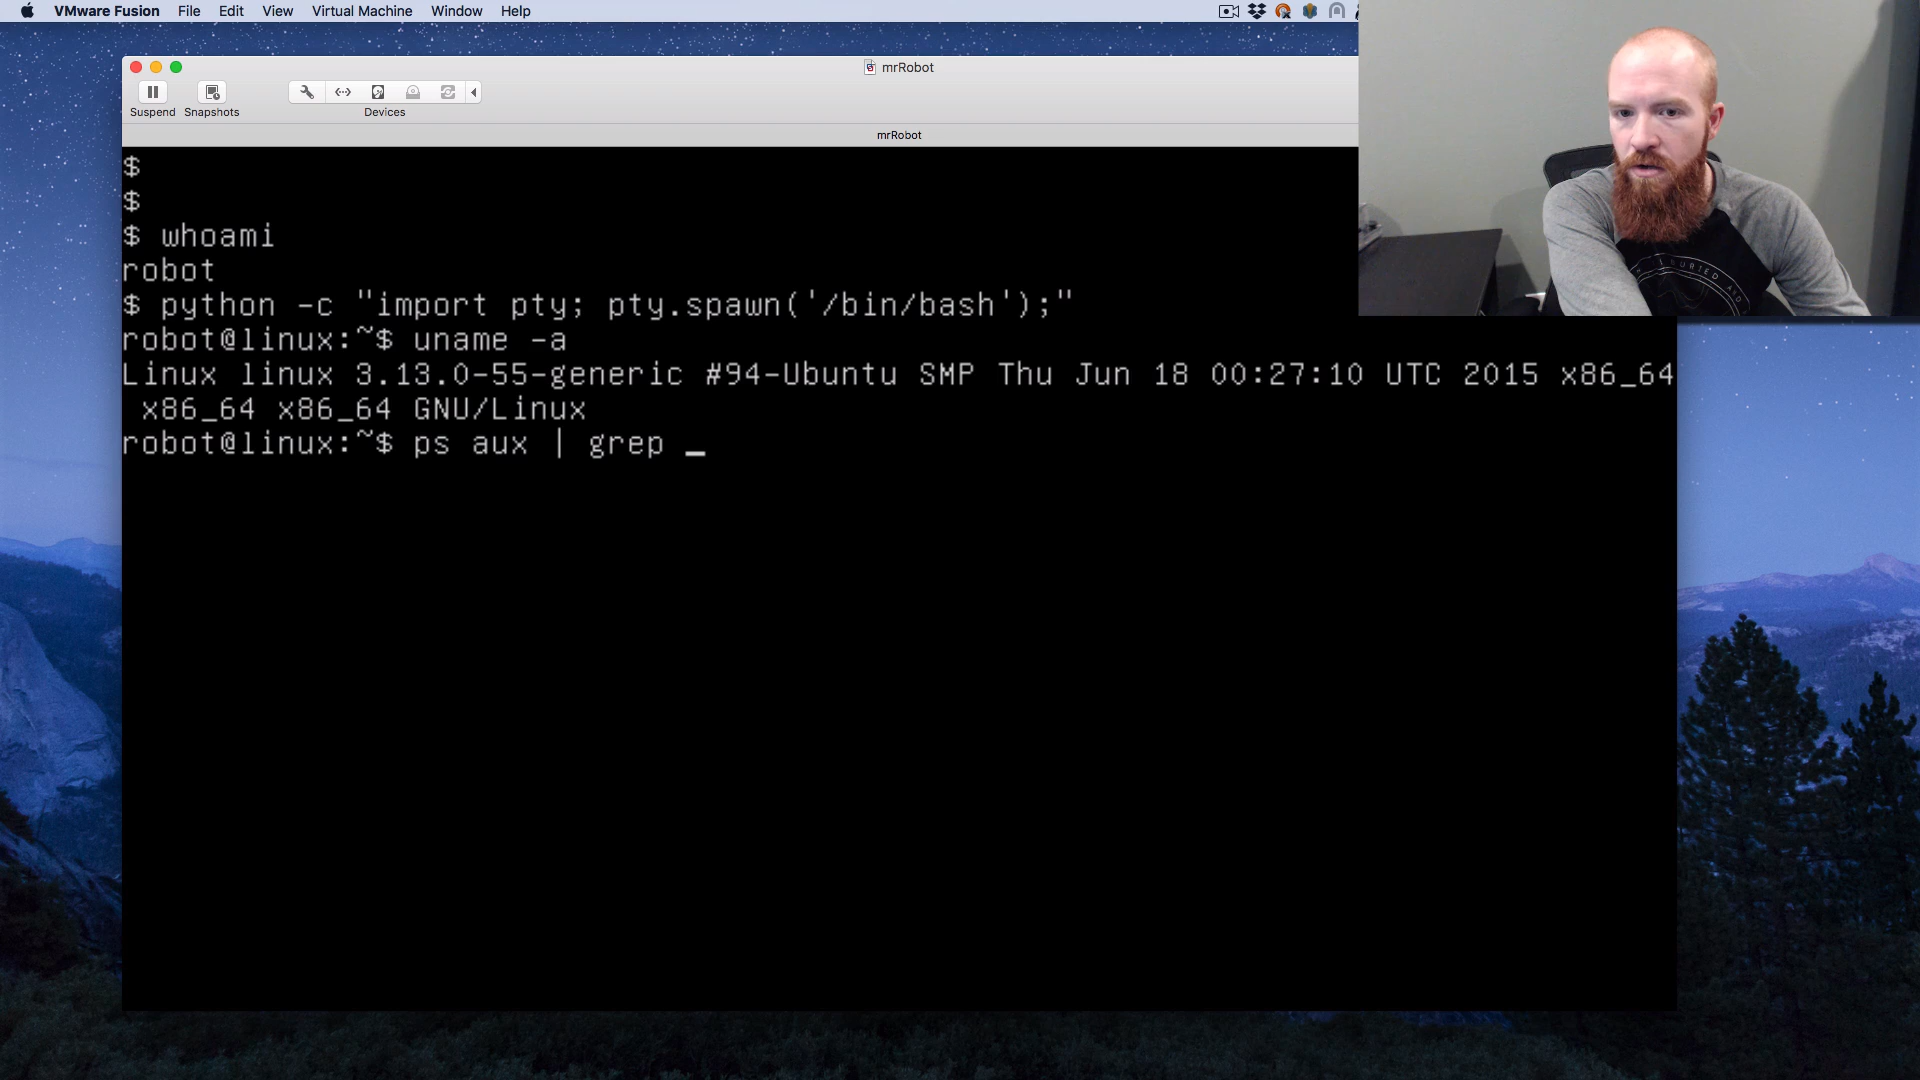 VMware Fusion File Edit View Virtual Machine Window Help
mrRobot
Suspend Snapshots Devices
mrRobot
$
$
$ whoami
robot
$ python -c "import pty; pty.spawn('/bin/bash');"
robot@linux:~$ uname -a
Linux linux 3.13.0-55-generic #94-Ubuntu SMP Thu Jun 18 00:27:10 UTC 2015 x86_64
x86_64 x86_64 GNU/Linux
robot@linux:~$ ps aux | grep _